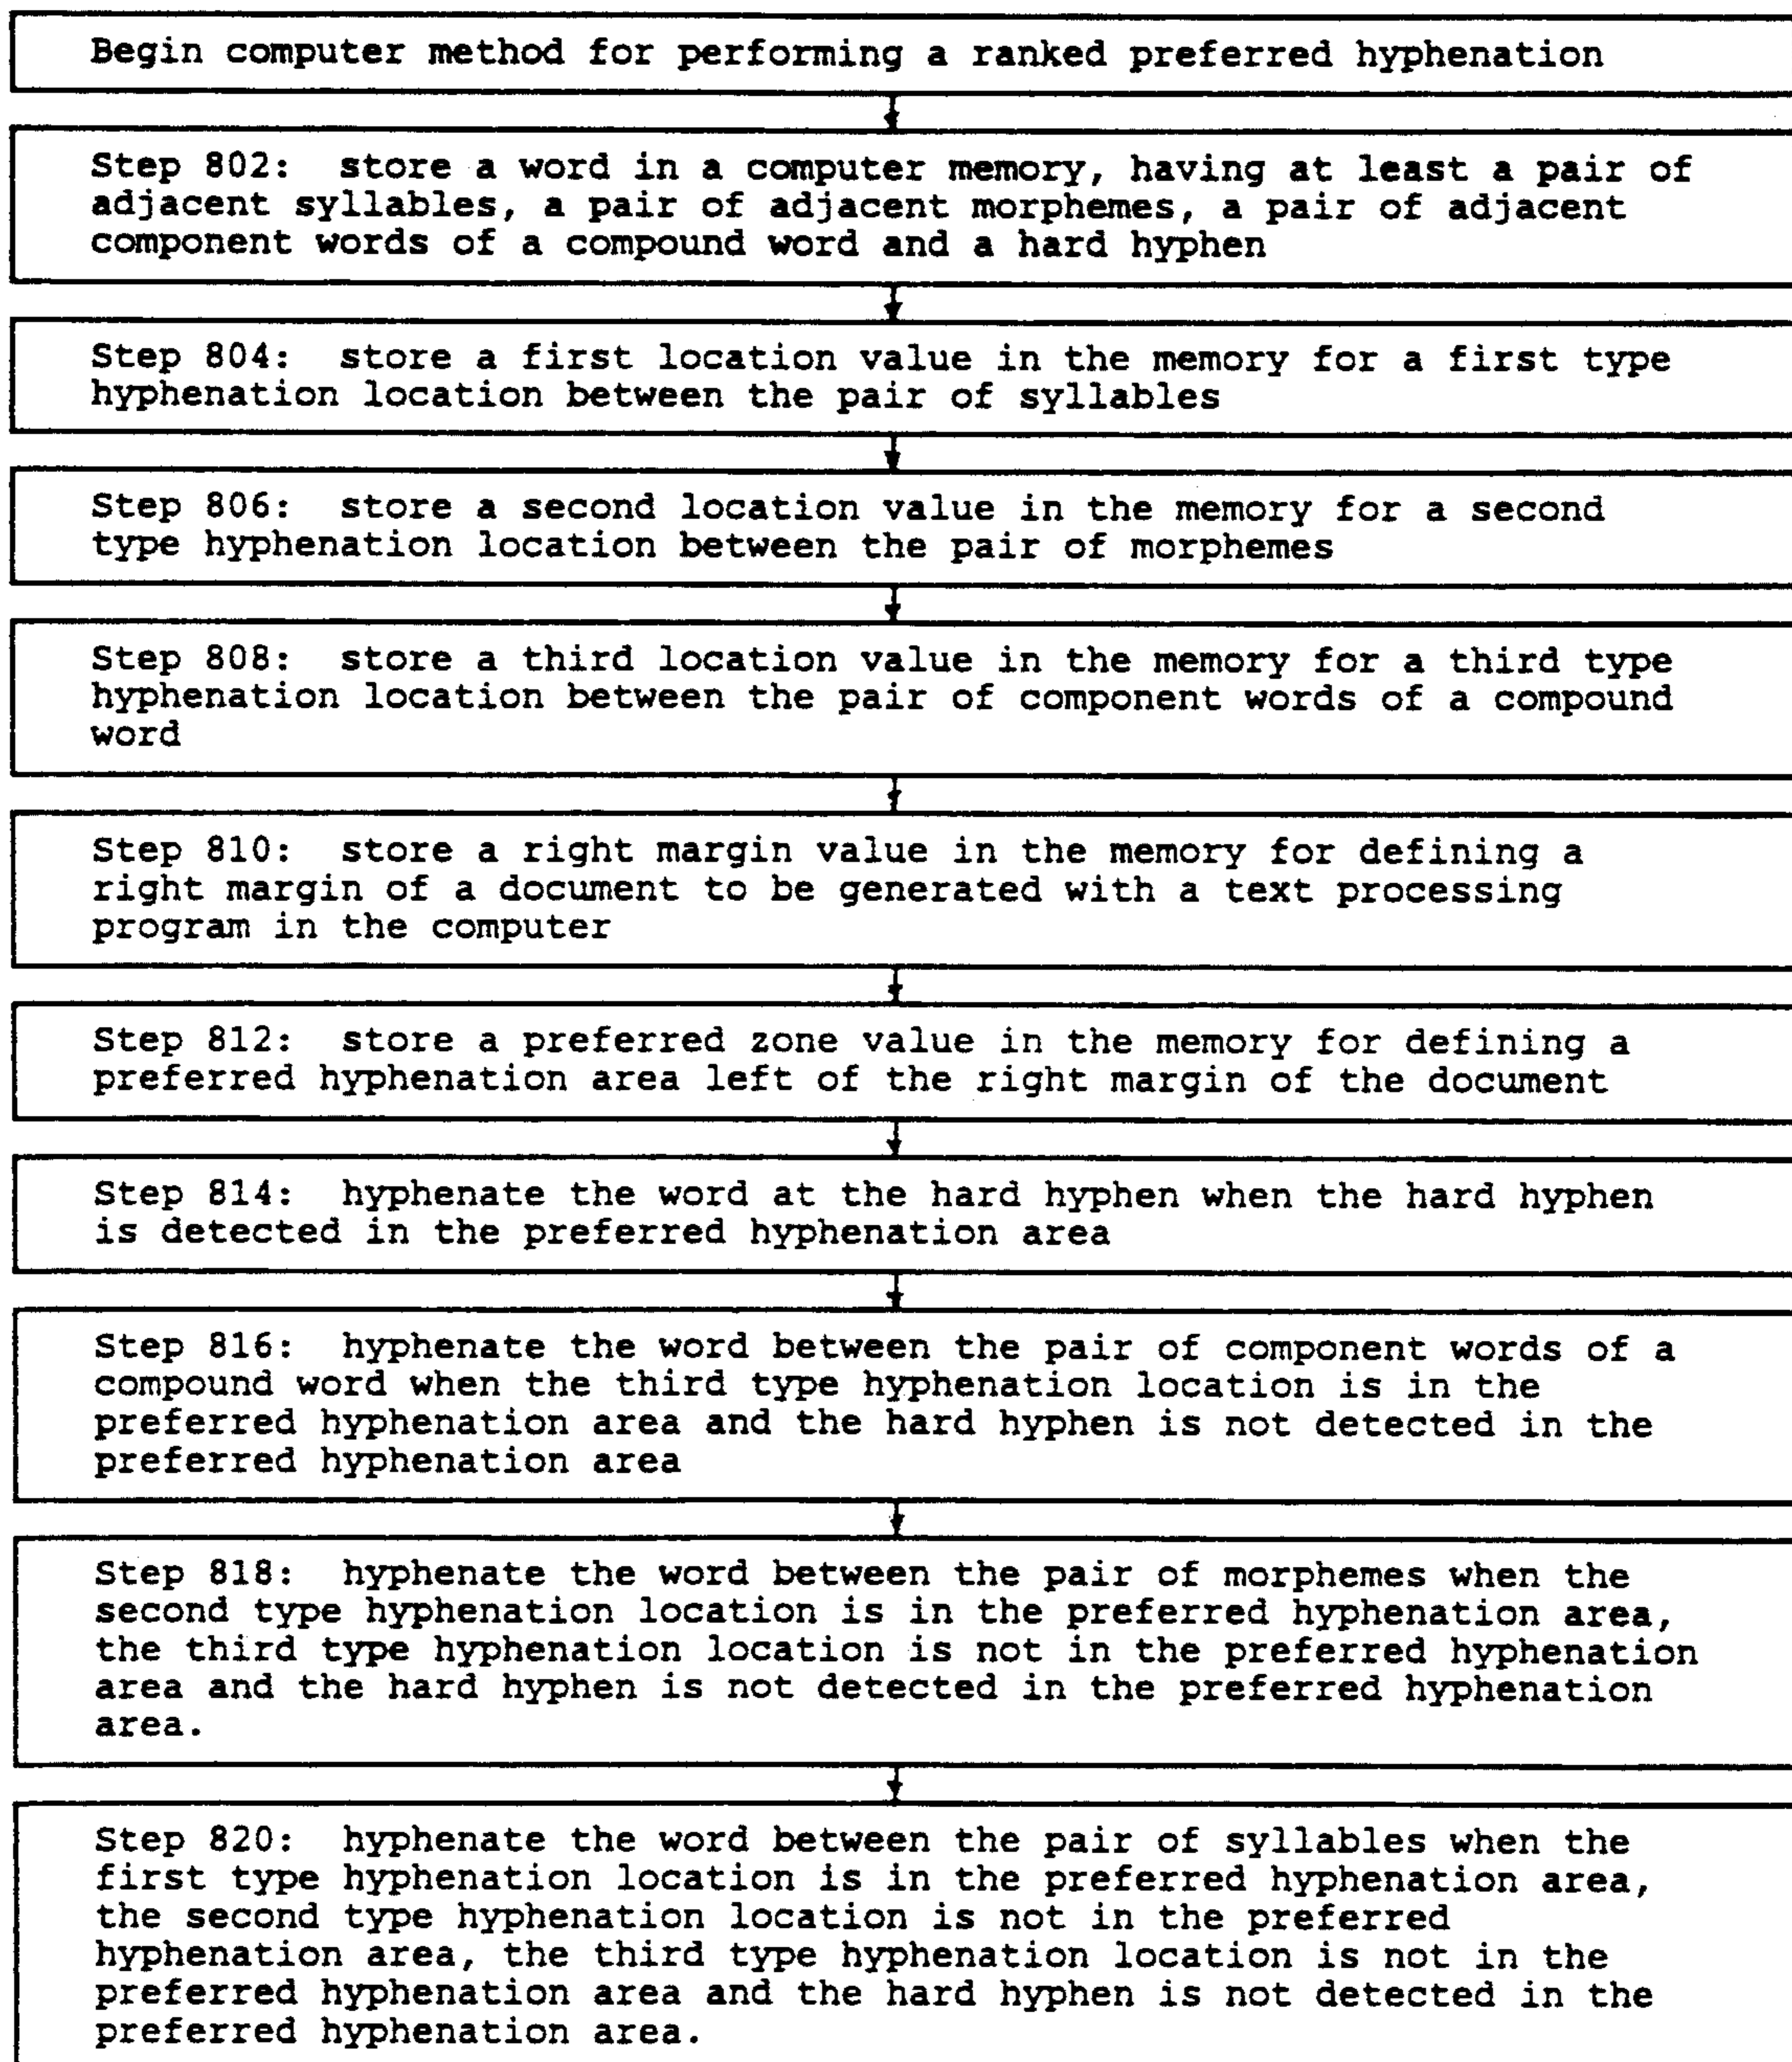 Begin computer method for performing a ranked preferred hyphenation
Step 802: store a word in a computer memory, having at least a pair of
adjacent syllables, a pair of adjacent morphemes, a pair of adjacent
component words of a compound word and a hard hyphen
Step 804: store a first location value in the memory for a first type
hyphenation location between the pair of syllables
Step 806: store a second location value in the memory for a second
type hyphenation location between the pair of morphemes
Step 808: store a third location value in the memory for a third type
hyphenation location between the pair of component words of a compound
word
Step 810: store a right margin value in the memory for defining a
right margin of a document to be generated with a text processing
program in the computer
Step 812: store a preferred zone value in the memory for defining a
preferred hyphenation area left of the right margin of the document
Step 814: hyphenate the word at the hard hyphen when the hard hyphen
is detected in the preferred hyphenation area
Step 816: hyphenate the word between the pair of component words of a
compound word when the third type hyphenation location is in the
preferred hyphenation area and the hard hyphen is not detected in the
preferred hyphenation area
Step 818: hyphenate the word between the pair of morphemes when the
second type hyphenation location is in the preferred hyphenation area,
the third type hyphenation location is not in the preferred hyphenation
area and the hard hyphen is not detected in the preferred hyphenation
area.
Step 820: hyphenate the word between the pair of syllables when the
first type hyphenation location is in the preferred hyphenation area,
the second type hyphenation location is not in the preferred
hyphenation area, the third type hyphenation location is not in the
preferred hyphenation area and the hard hyphen is not detected in the
preferred hyphenation area.